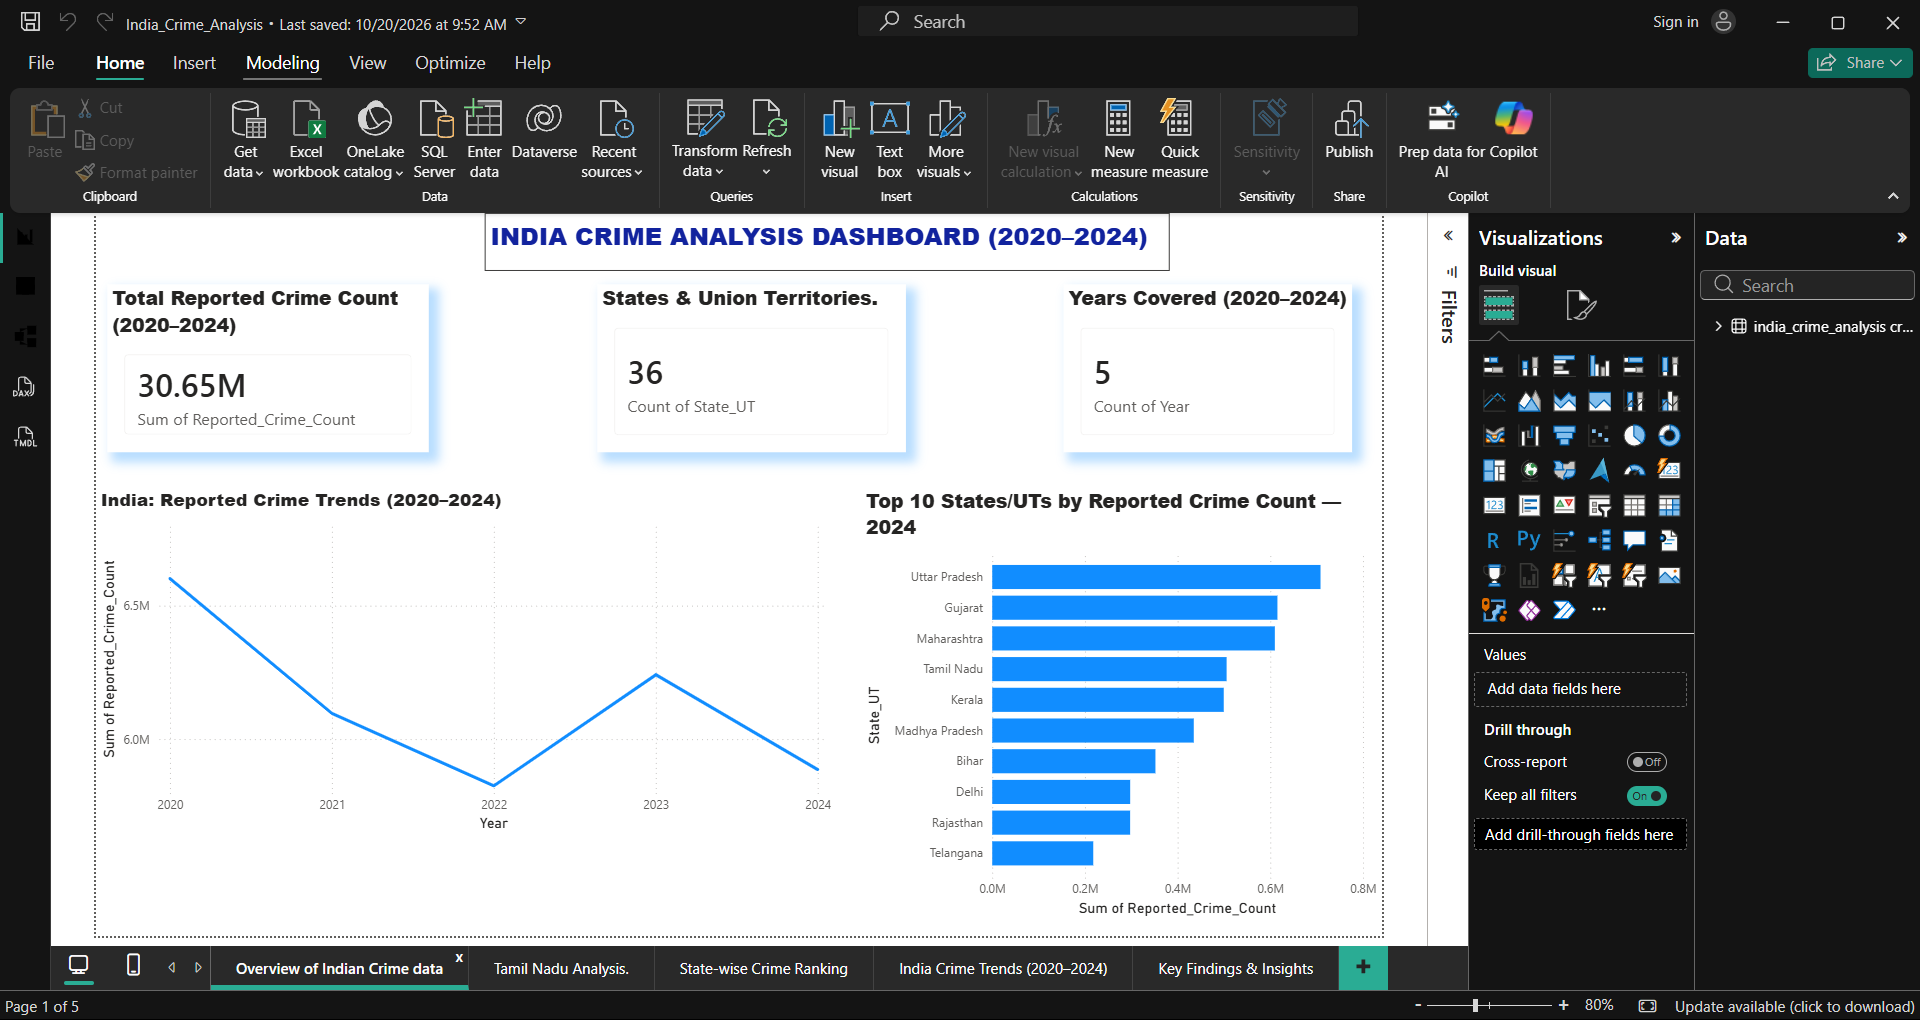 India_Crime_Analysis • Last saved: 10/20/2026 at 9:52 AM
Search
Sign in
File
Home
Insert
Modeling
View
Optimize
Help
Share
Paste
Cut
Copy
Format painter
Clipboard
Get data
Excel workbook
OneLake catalog
SQL Server
Enter data
Dataverse
Recent sources
Data
Transform data
Refresh
Queries
New visual
A
Text box
More visuals
Insert
New visual calculation
New measure
Quick measure
Calculations
Sensitivity
Sensitivity
Publish
Share
Prep data for AI
Copilot
Copilot
DAX
TMDL
INDIA CRIME ANALYSIS DASHBOARD (2020–2024)
Total Reported Crime Count
(2020–2024)
30.65M
Sum of Reported_Crime_Count
States & Union Territories.
36
Count of State_UT
Years Covered (2020–2024)
5
Count of Year
India: Reported Crime Trends (2020–2024)
Sum of Reported_Crime_Count
6.5M
6.0M
2020
2021
2022
2023
2024
Year
Top 10 States/UTs by Reported Crime Count —
2024
State_UT
Uttar Pradesh
Gujarat
Maharashtra
Tamil Nadu
Kerala
Madhya Pradesh
Bihar
Delhi
Rajasthan
Telangana
0.0M
0.2M
0.4M
0.6M
0.8M
Sum of Reported_Crime_Count
Filters
Visualizations
Build visual
123
123
R
Py
Values
Add data fields here
Drill through
Cross-report
Off
Keep all filters
On
Add drill-through fields here
Data
Search
india_crime_analysis cr...
Overview of Indian Crime data
x
Tamil Nadu Analysis.
State-wise Crime Ranking
India Crime Trends (2020–2024)
Key Findings & Insights
+
Page 1 of 5
-
+
80%
Update available (click to download)